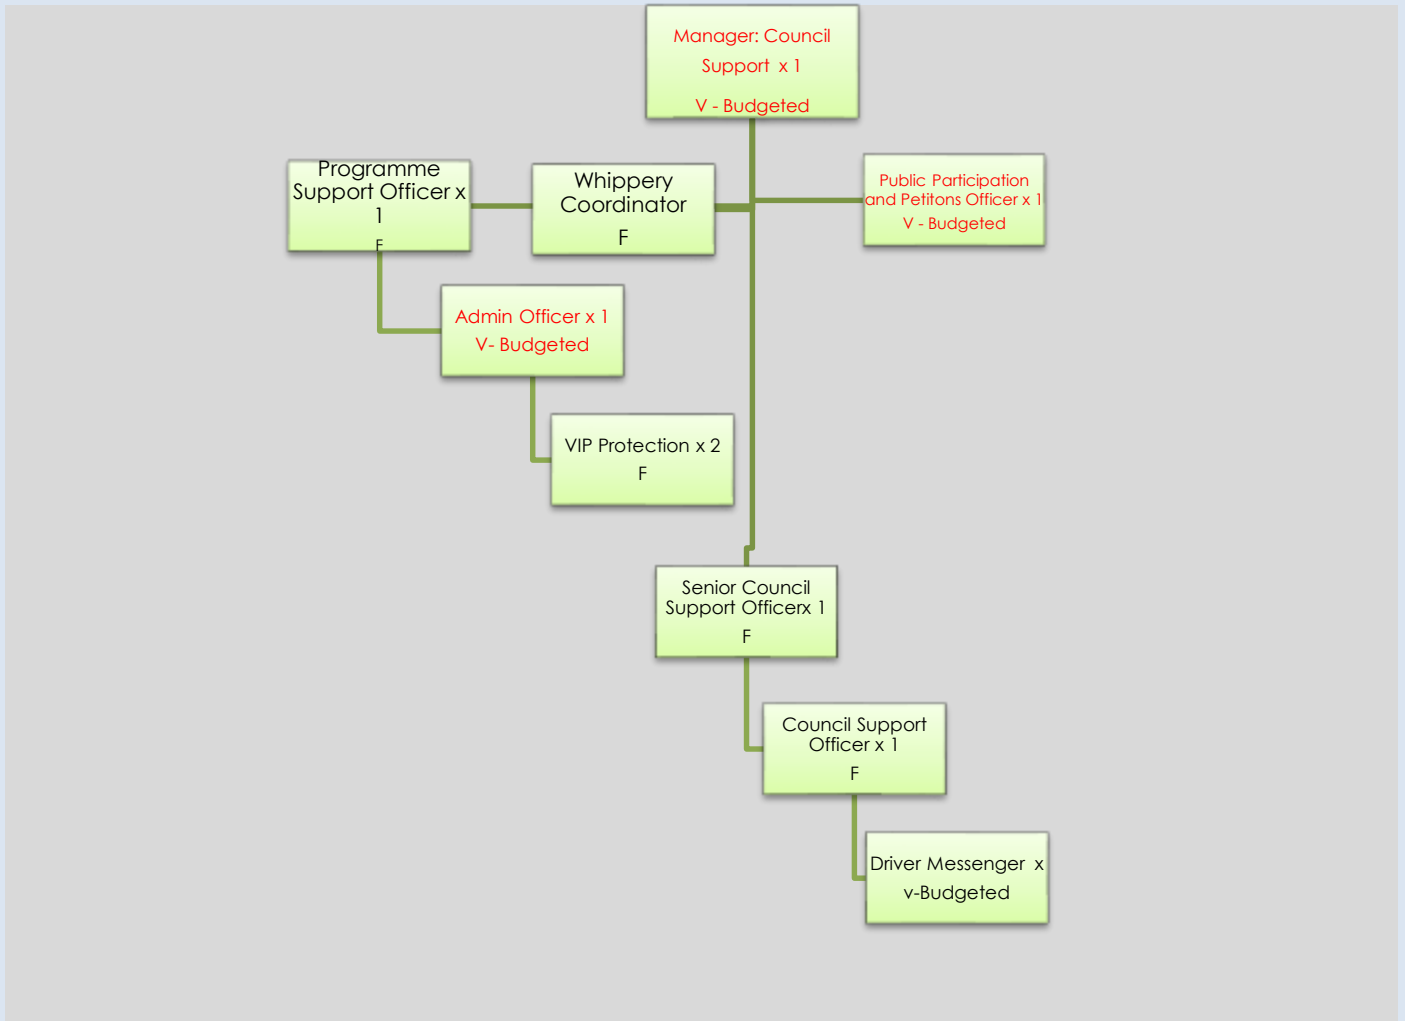 Manager: Council
Support x 1
V - Budgeted
Programme
Support Officer x
1
F
Whippery
Coordinator
F
Public Participation
and Petitons Officer x 1
V - Budgeted
Admin Officer x 1
V- Budgeted
VIP Protection x 2
F
Senior Council
Support Officerx 1
F
Council Support
Officer x 1
F
Driver Messenger x
v-Budgeted